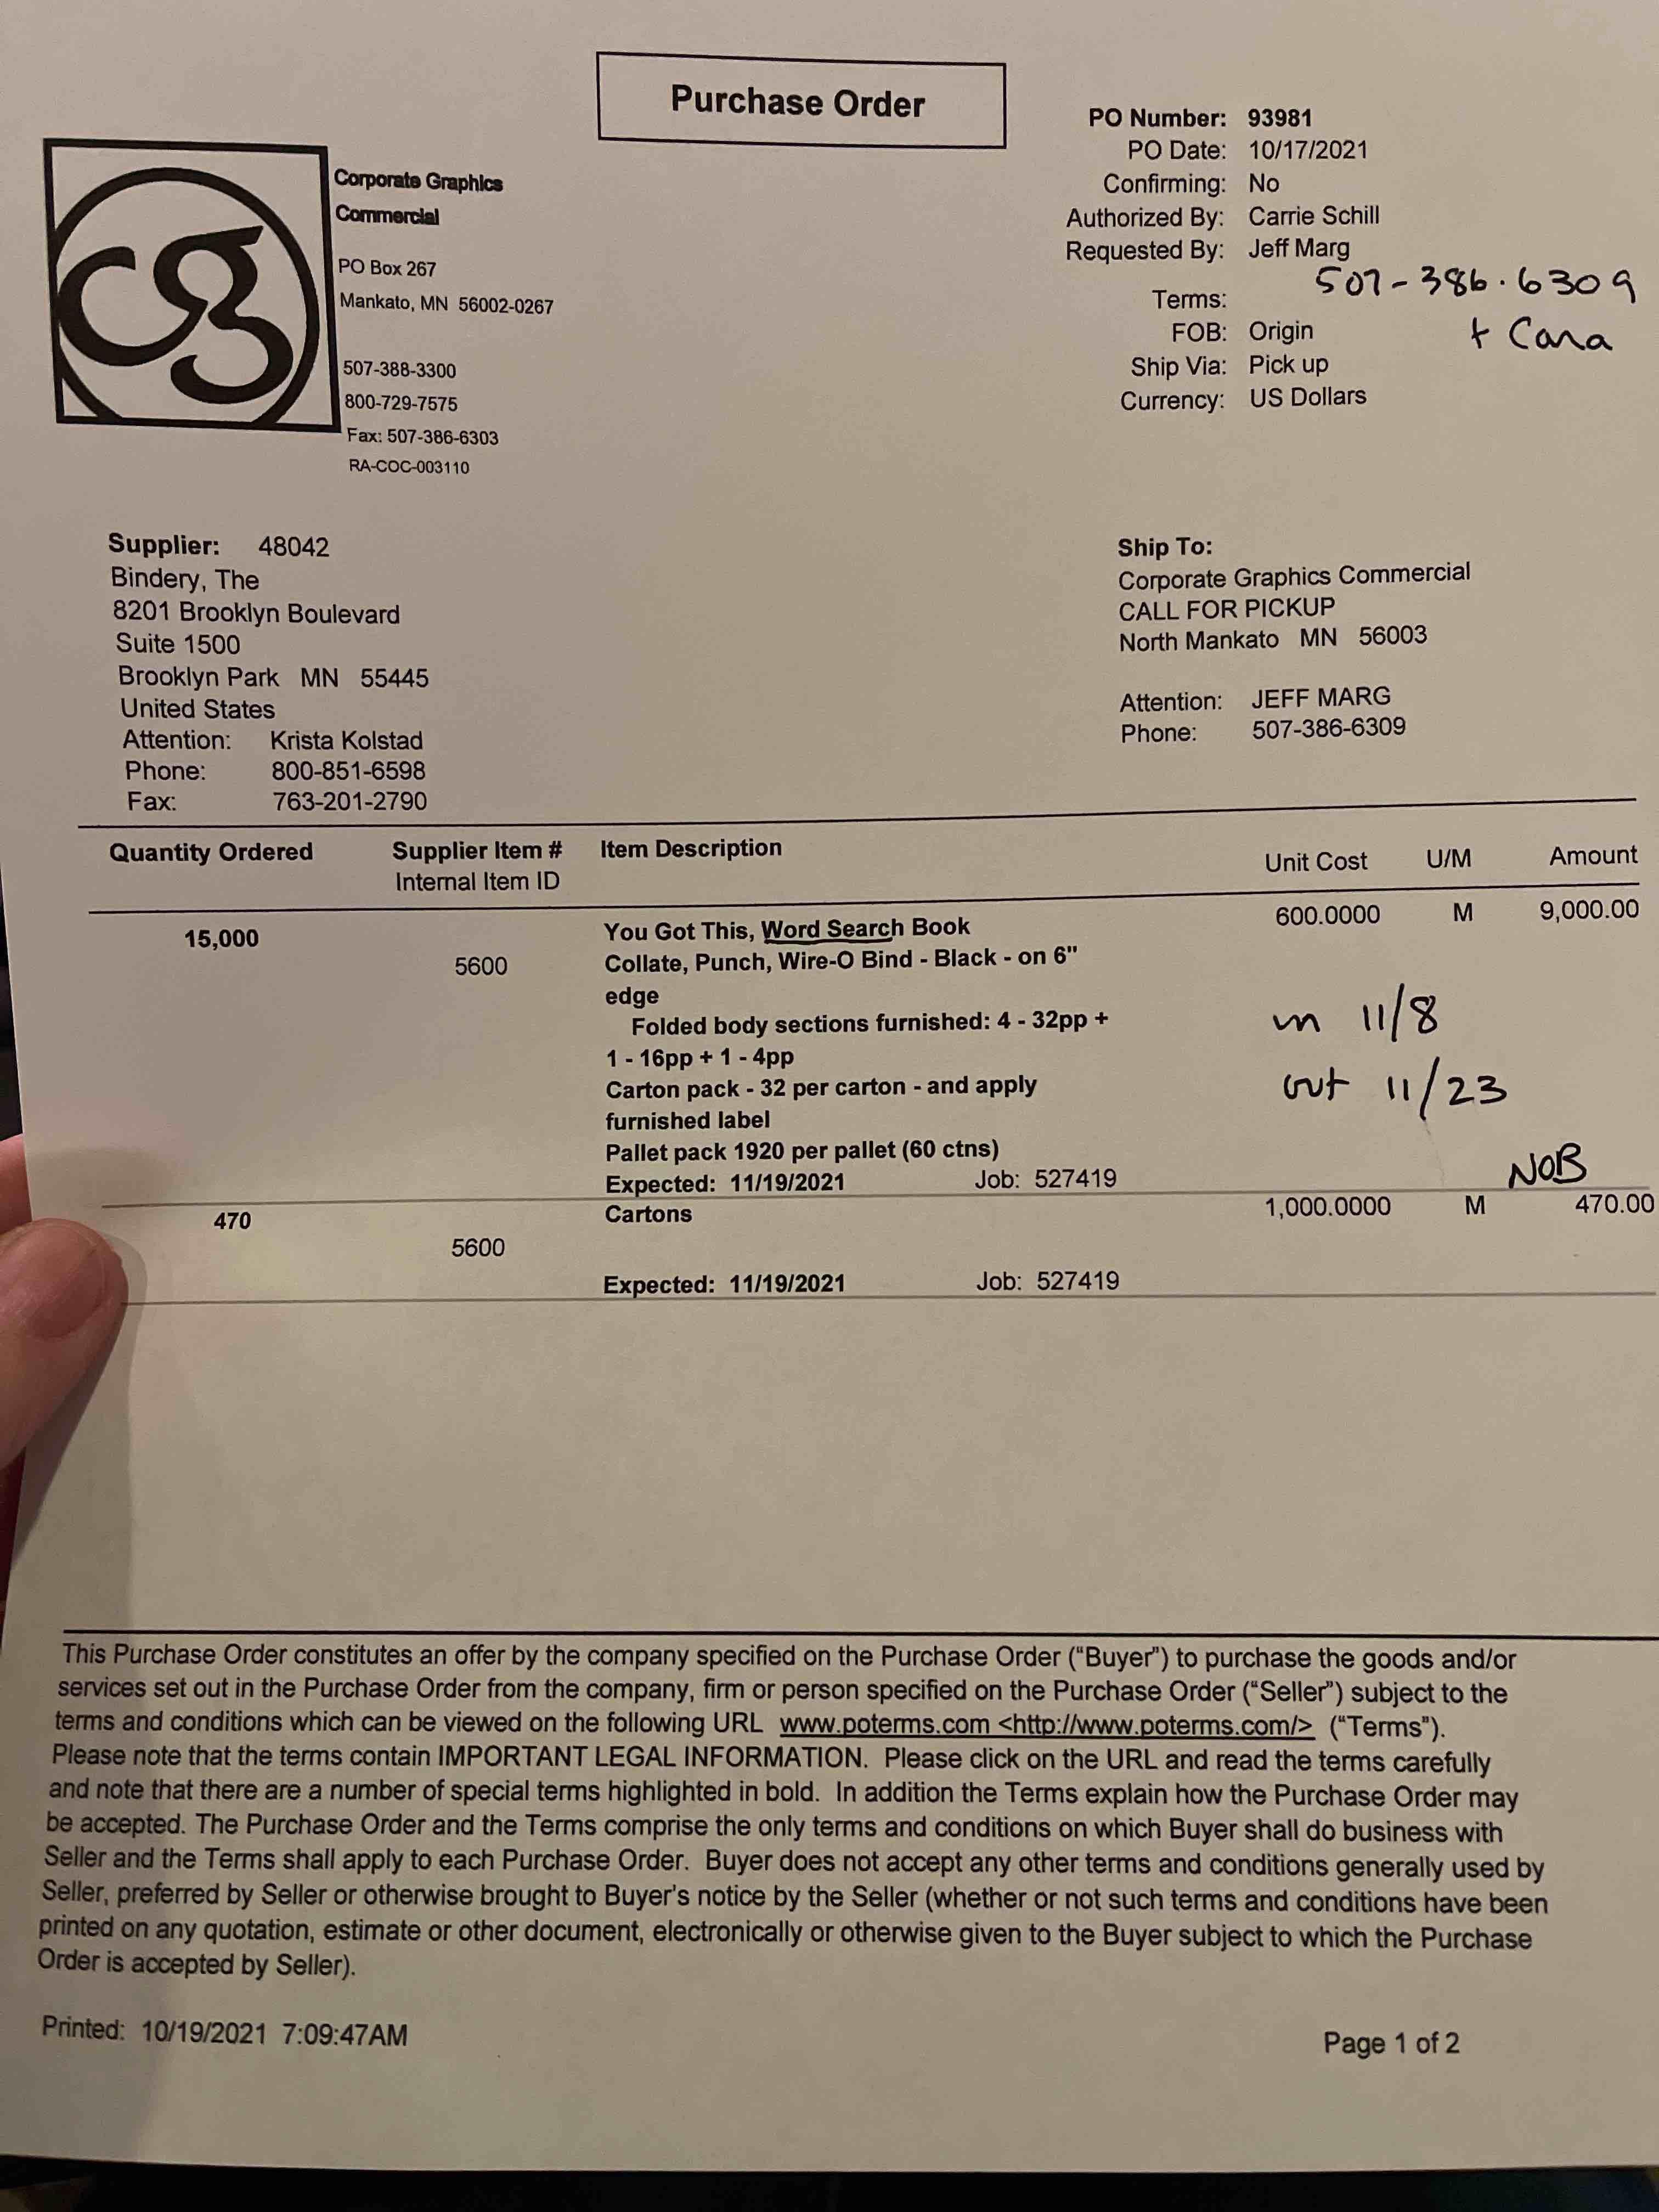 Purchase Order
cg
Corporate Graphics
Commercial
PO Box 267
Mankato, MN 56002-0267
507-388-3300
800-729-7575
Fax: 507-386-6303
RA-COC-003110
PO Number: 93981
PO Date: 10/17/2021
Confirming: No
Authorized By: Carrie Schill
Requested By: Jeff Marg
507-386.6309
Terms:
+ Cara
FOB: Origin
Ship Via: Pick up
Currency: US Dollars
Supplier: 48042
Bindery, The
8201 Brooklyn Boulevard
Suite 1500
Brooklyn Park MN 55445
United States
Attention: Krista Kolstad
Phone: 800-851-6598
Fax: 763-201-2790
Ship To:
Corporate Graphics Commercial
CALL FOR PICKUP
North Mankato MN 56003
Attention: JEFF MARG
Phone: 507-386-6309
Quantity Ordered Supplier Item # Item Description Unit Cost U/M Amount
Internal Item ID
15,000 You Got This, Word Search Book 600.0000 M 9,000.00
5600 Collate, Punch, Wire-O Bind - Black - on 6"
edge
Folded body sections furnished: 4 - 32pp +
in 11/8
1 - 16pp + 1 - 4pp
Carton pack - 32 per carton - and apply
out 11/23
furnished label
Pallet pack 1920 per pallet (60 ctns)
NOB
Expected: 11/19/2021 Job: 527419
470 Cartons 1,000.0000 M 470.00
5600
Expected: 11/19/2021 Job: 527419
This Purchase Order constitutes an offer by the company specified on the Purchase Order (“Buyer”) to purchase the goods and/or
services set out in the Purchase Order from the company, firm or person specified on the Purchase Order (“Seller”) subject to the
terms and conditions which can be viewed on the following URL www.poterms.com <http://www.poterms.com/> (“Terms”).
Please note that the terms contain IMPORTANT LEGAL INFORMATION. Please click on the URL and read the terms carefully
and note that there are a number of special terms highlighted in bold. In addition the Terms explain how the Purchase Order may
be accepted. The Purchase Order and the Terms comprise the only terms and conditions on which Buyer shall do business with
Seller and the Terms shall apply to each Purchase Order. Buyer does not accept any other terms and conditions generally used by
Seller, preferred by Seller or otherwise brought to Buyer's notice by the Seller (whether or not such terms and conditions have been
printed on any quotation, estimate or other document, electronically or otherwise given to the Buyer subject to which the Purchase
Order is accepted by Seller).
Printed: 10/19/2021 7:09:47AM
Page 1 of 2